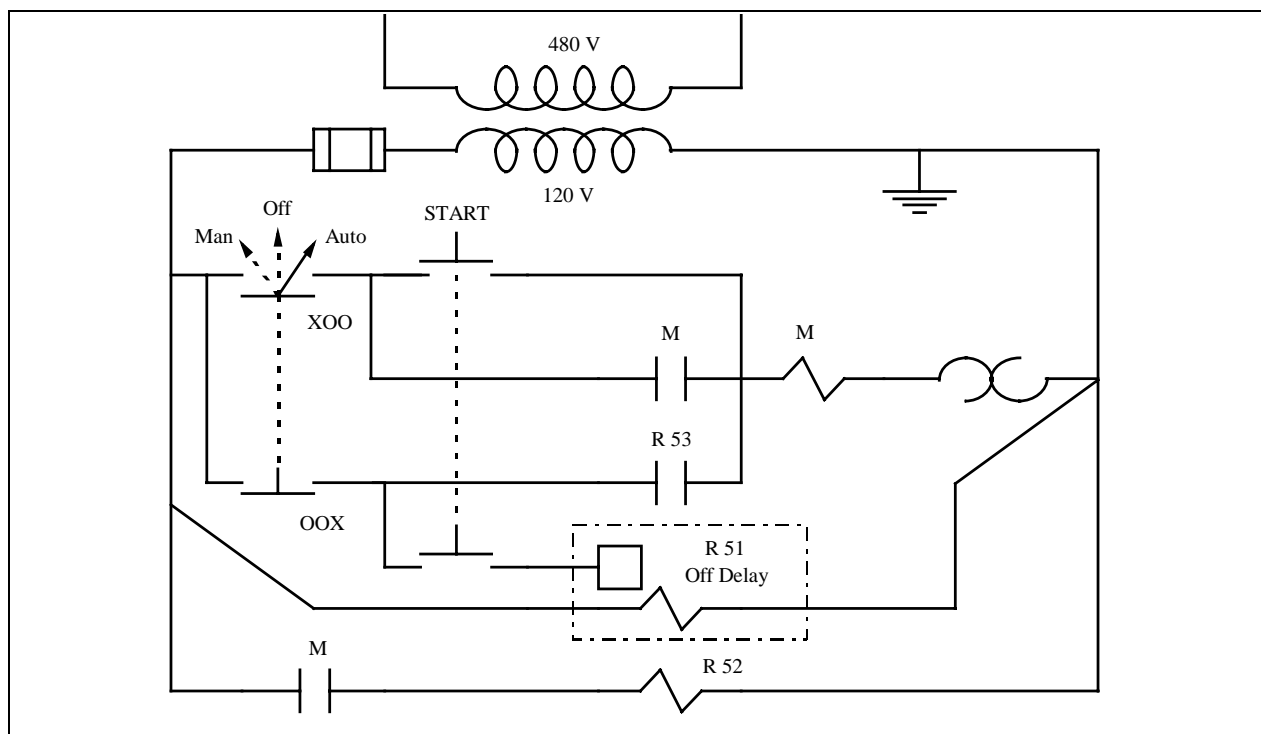 480 V
120 V
Off
START
Man
Auto
XOO
M
M
R 53
OOX
R 51
Off Delay
M
R 52